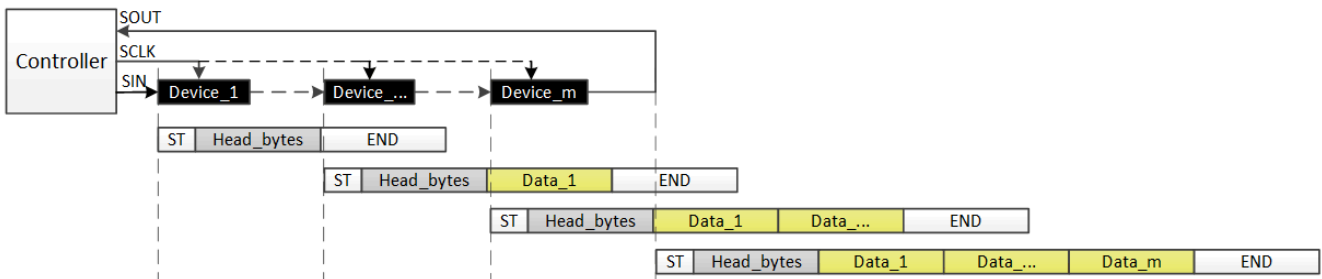 SOUT
Controller
SCLK
SIN
Device_1
Device_...
Device_m
ST Head_bytes END
ST Head_bytes Data_1 END
ST Head_bytes Data_1 Data_... END
ST Head_bytes Data_1 Data_... Data_m END